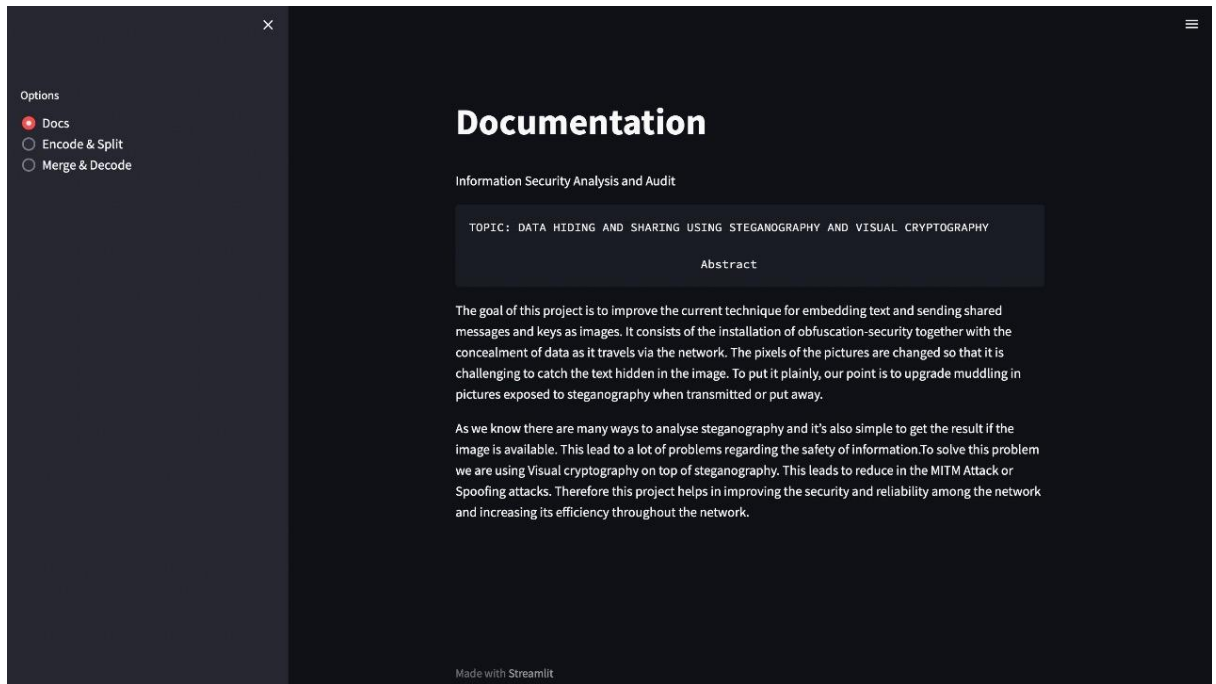 Options
Docs
Encode & Split
Merge & Decode
Documentation
Information Security Analysis and Audit
TOPIC: DATA HIDING AND SHARING USING STEGANOGRAPHY AND VISUAL CRYPTOGRAPHY
Abstract
The goal of this project is to improve the current technique for embedding text and sending shared
messages and keys as images. It consists of the installation of obfuscation-security together with the
concealment of data as it travels via the network. The pixels of the pictures are changed so that it is
challenging to catch the text hidden in the image. To put it plainly, our point is to upgrade muddling in
pictures exposed to steganography when transmitted or put away.
As we know there are many ways to analyse steganography and it's also simple to get the result if the
image is available. This lead to a lot of problems regarding the safety of information.To solve this problem
we are using Visual cryptography on top of steganography. This leads to reduce in the MITM Attack or
Spoofing attacks. Therefore this project helps in improving the security and reliability among the network
and increasing its efficiency throughout the network.
Made with Streamlit